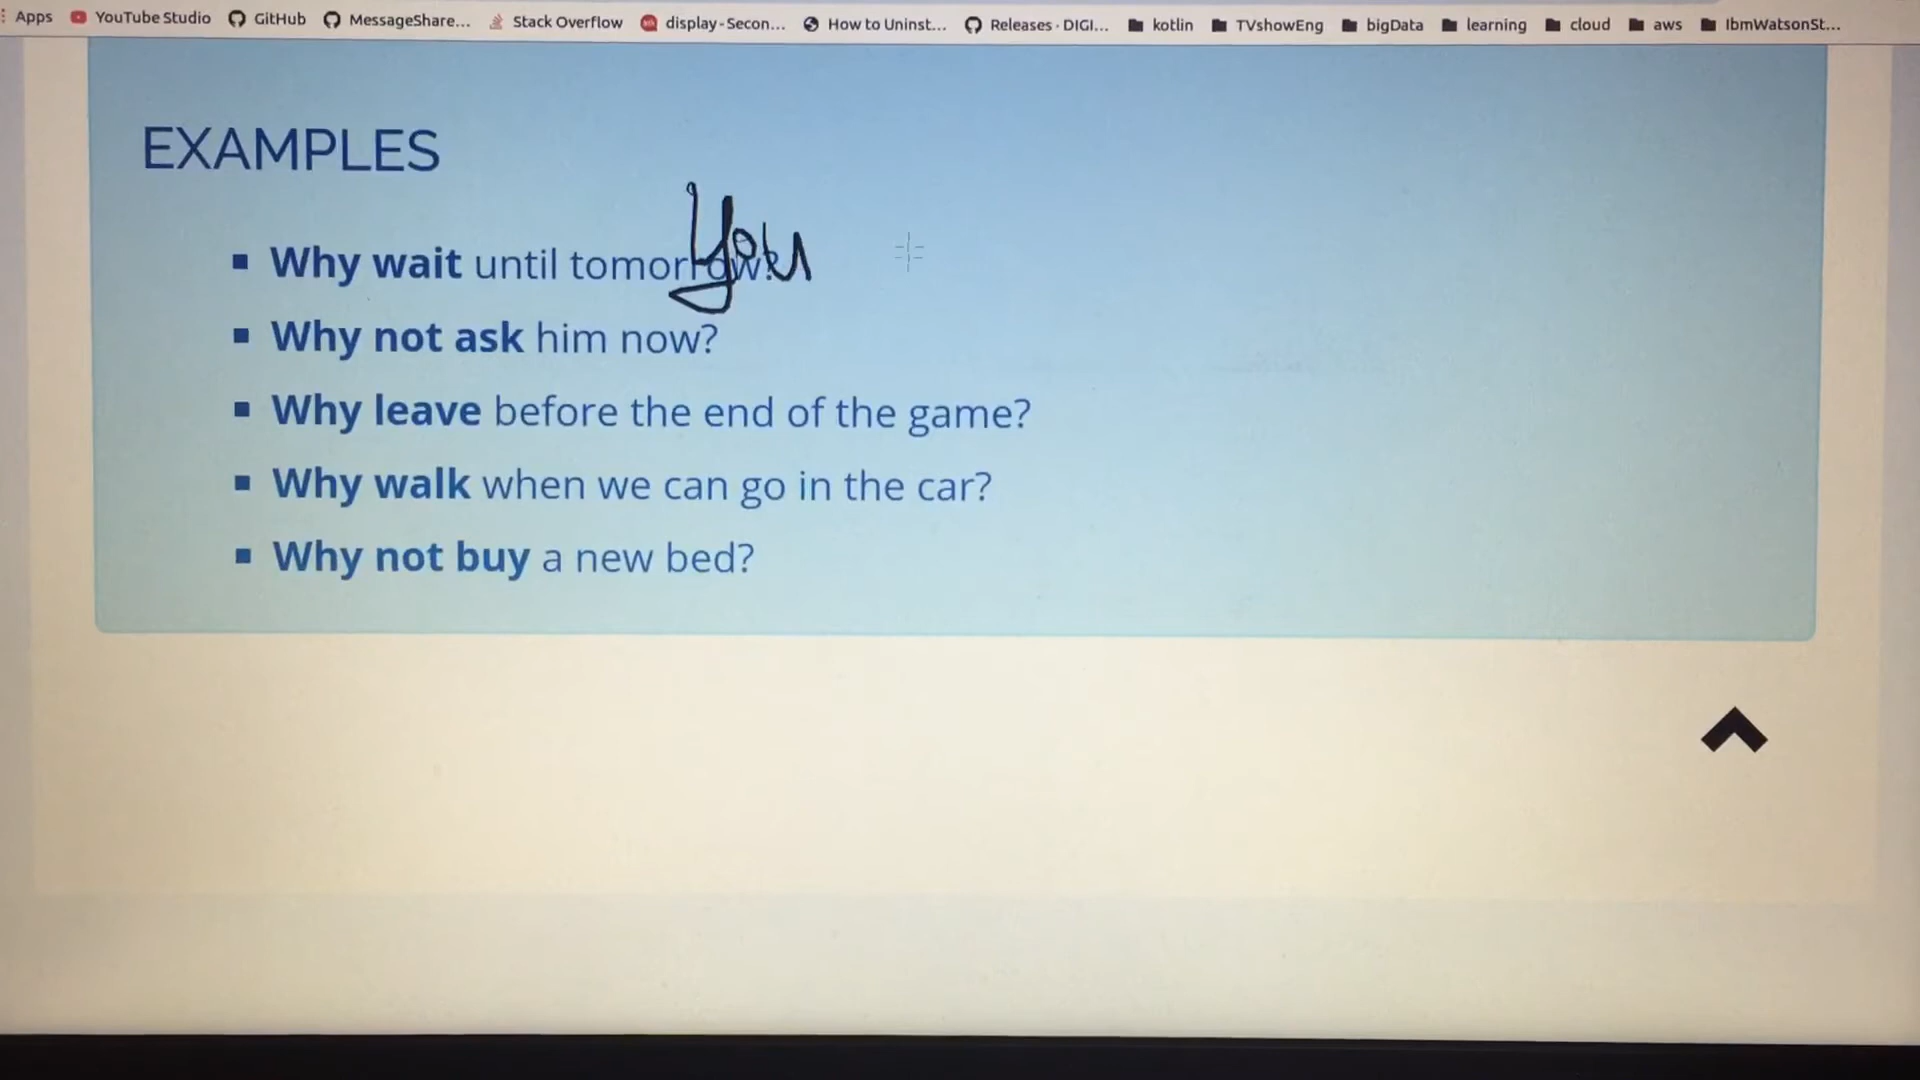 Apps YouTube Studio GitHub MessageShare... Stack Overflow display - Secon... How to Uninst... Releases · DIGI... kotlin TVshowEng bigData learning cloud aws IbmWatsonSt...
EXAMPLES
You
Why wait until tomorrow?
Why not ask him now?
Why leave before the end of the game?
Why walk when we can go in the car?
Why not buy a new bed?